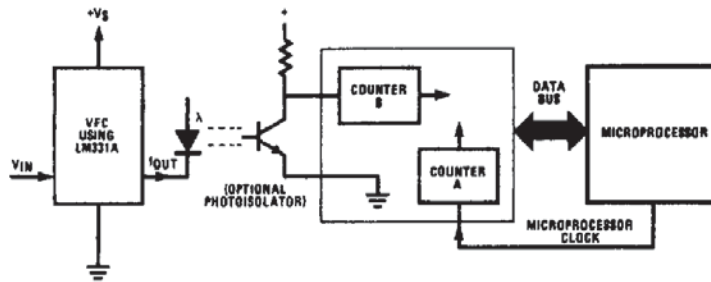 +VS
VFC
USING
LM331A
VIN
fOUT
λ
+
(OPTIONAL
PHOTOISOLATOR)
COUNTER
B
COUNTER
A
DATA
BUS
MICROPROCESSOR
MICROPROCESSOR
CLOCK